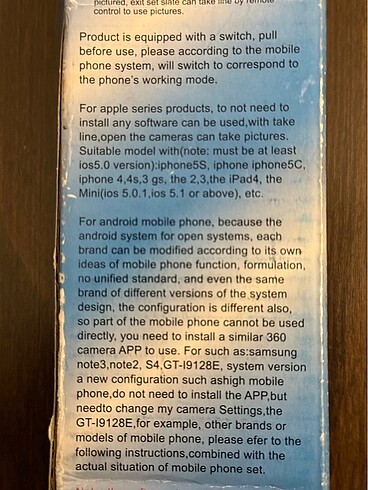 pictured, exit set slate can take line by remote
control to use pictures.
Product is equipped with a switch, pull
before use, please according to the mobile
phone system, will switch to correspond to
the phone's working mode.
For apple series products, to not need to
install any software can be used,with take
line,open the cameras can take pictures.
Suitable model with(note: must be at least
ios5.0 version):iphone5S, iphone iphone5C,
iphone 4,4s,3 gs, the 2,3,the iPad4, the
Mini(ios 5.0.1,ios 5.1 or above), etc.
For android mobile phone, because the
android system for open systems, each
brand can be modified according to its own
ideas of mobile phone function, formulation,
no unified standard, and even the same
brand of different versions of the system
design, the configuration is different also,
so part of the mobile phone cannot be used
directly, you need to install a similar 360
camera APP to use. For such as:samsung
note3,note2, S4,GT-I9128E, system version
a new configuration such ashigh mobile
phone,do not need to install the APP,but
needto change my camera Settings,the
GT-I9128E,for example, other brands or
models of mobile phone, please efer to the
following instructions,combined with the
actual situation of mobile phone set.